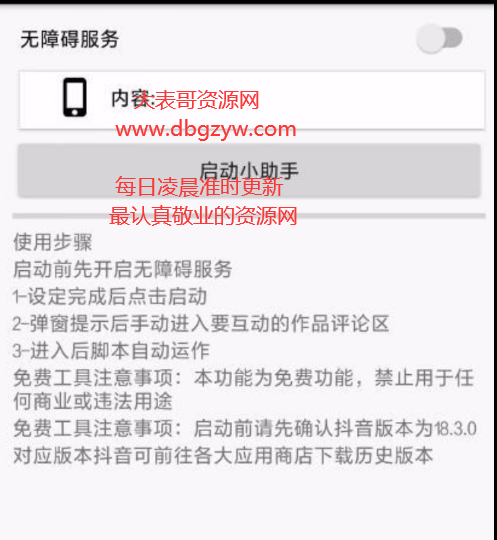 无障碍服务
内容:
大表哥资源网
www.dbgzyw.com
启动小助手
每日凌晨准时更新
最认真敬业的资源网
使用步骤
启动前先开启无障碍服务
1-设定完成后点击启动
2-弹窗提示后手动进入要互动的作品评论区
3-进入后脚本自动运作
免费工具注意事项：本功能为免费功能，禁止用于任
何商业或违法用途
免费工具注意事项：启动前请先确认抖音版本为18.3.0
对应版本抖音可前往各大应用商店下载历史版本